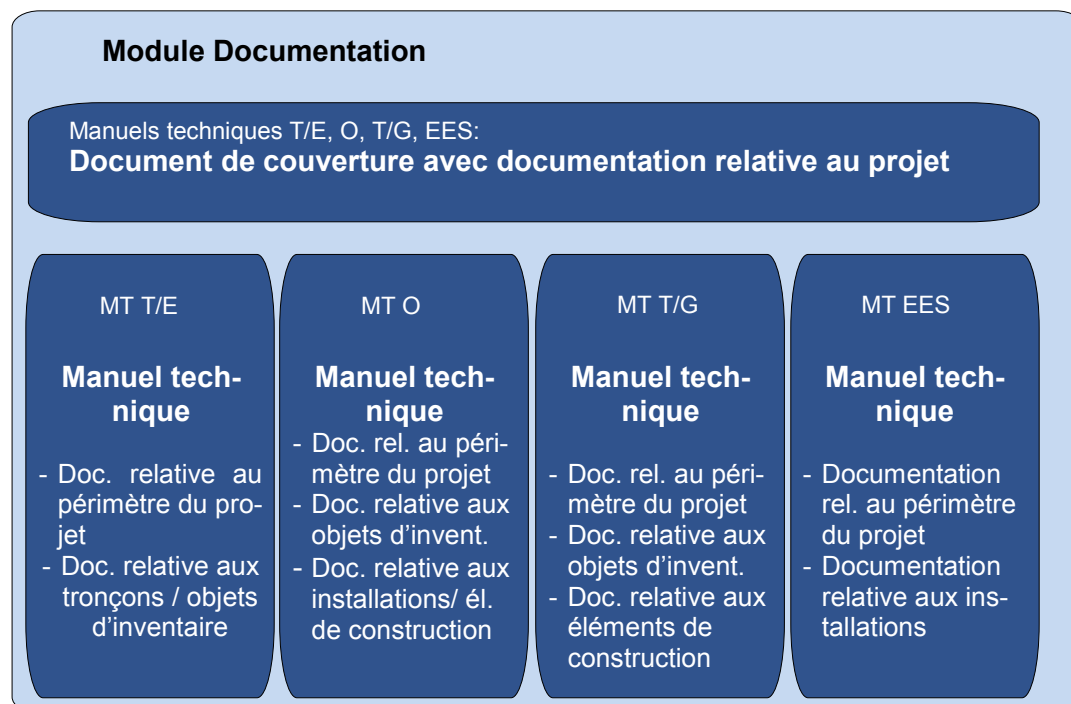 Module Documentation
Manuels techniques T/E, O, T/G, EES:
Document de couverture avec documentation relative au projet
MT T/E
Manuel tech-
nique
- Doc. relative au
périmètre du pro-
jet
- Doc. relative aux
tronçons / objets
d’inventaire
MT O
Manuel tech-
nique
- Doc. rel. au péri-
mètre du projet
- Doc. relative aux
objets d’invent.
- Doc. relative aux
installations/ él.
de construction
MT T/G
Manuel tech-
nique
- Doc. rel. au péri-
mètre du projet
- Doc. relative aux
objets d’invent.
- Doc. relative aux
éléments de
construction
MT EES
Manuel tech-
nique
- Documentation
rel. au périmètre
du projet
- Documentation
relative aux ins-
tallations